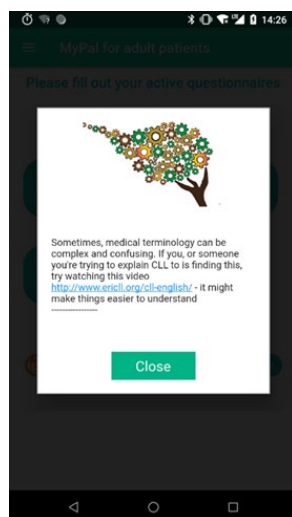 14:26
MyPal for adult patients
Please fill out your active questionnaires
Sometimes, medical terminology can be
complex and confusing. If you, or someone
you're trying to explain CLL to is finding this,
try watching this video
http://www.ericll.org/cll-english/ - it might
make things easier to understand
----------------
Close